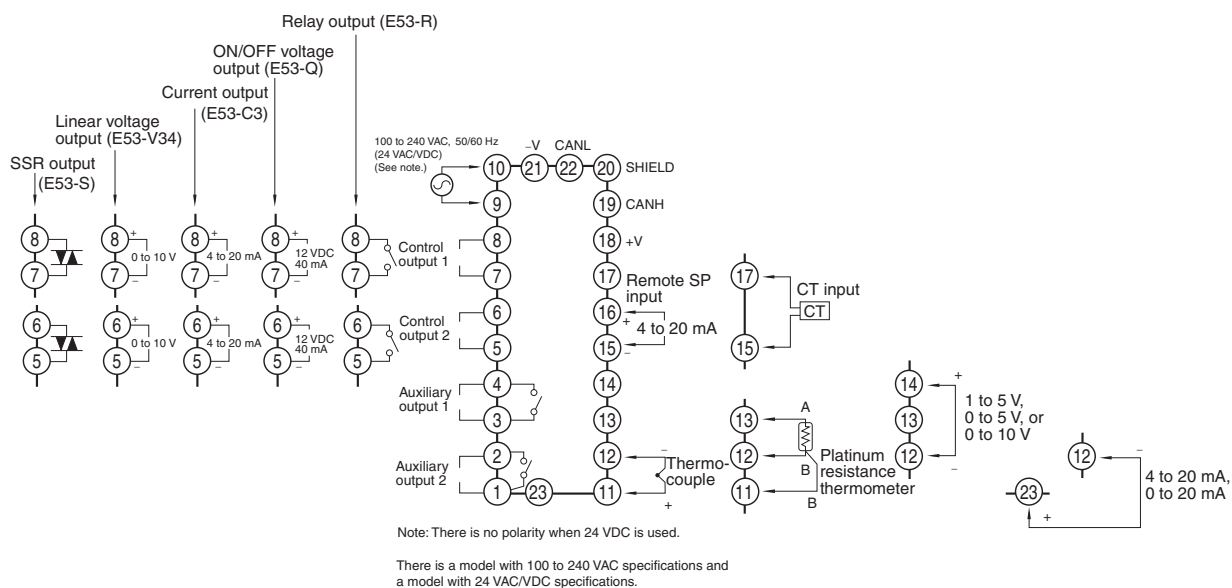 Relay output (E53-R)
ON/OFF voltage
output (E53-Q)
Current output
(E53-C3)
Linear voltage
output (E53-V34)
SSR output
(E53-S)
100 to 240 VAC, 50/60 Hz
(24 VAC/VDC)
(See note.)
−V CANL
10 21 22 20 SHIELD
9 19 CANH
8 8 8 8 8 8 18 +V
+ + +
0 to 10 V 4 to 20 mA 12 VDC
40 mA
Control
output 1
− − −
7 7 7 7 7 7 17
Remote SP
input
17
CT input
CT
15
6 6 6 6 6 6 16
+ + +
0 to 10 V 4 to 20 mA 12 VDC
40 mA
Control
output 2
+
4 to 20 mA
−
− − −
5 5 5 5 5 5 15
4 14
Auxiliary
output 1
3 13
2 12
Auxiliary
output 2
1 23 11
−
Thermo-
couple
+
13 A
12 B
11 B
Platinum
resistance
thermometer
14 +
13
12 −
1 to 5 V,
0 to 5 V, or
0 to 10 V
12 −
23 +
4 to 20 mA,
0 to 20 mA
Note: There is no polarity when 24 VDC is used.
There is a model with 100 to 240 VAC specifications and
a model with 24 VAC/VDC specifications.